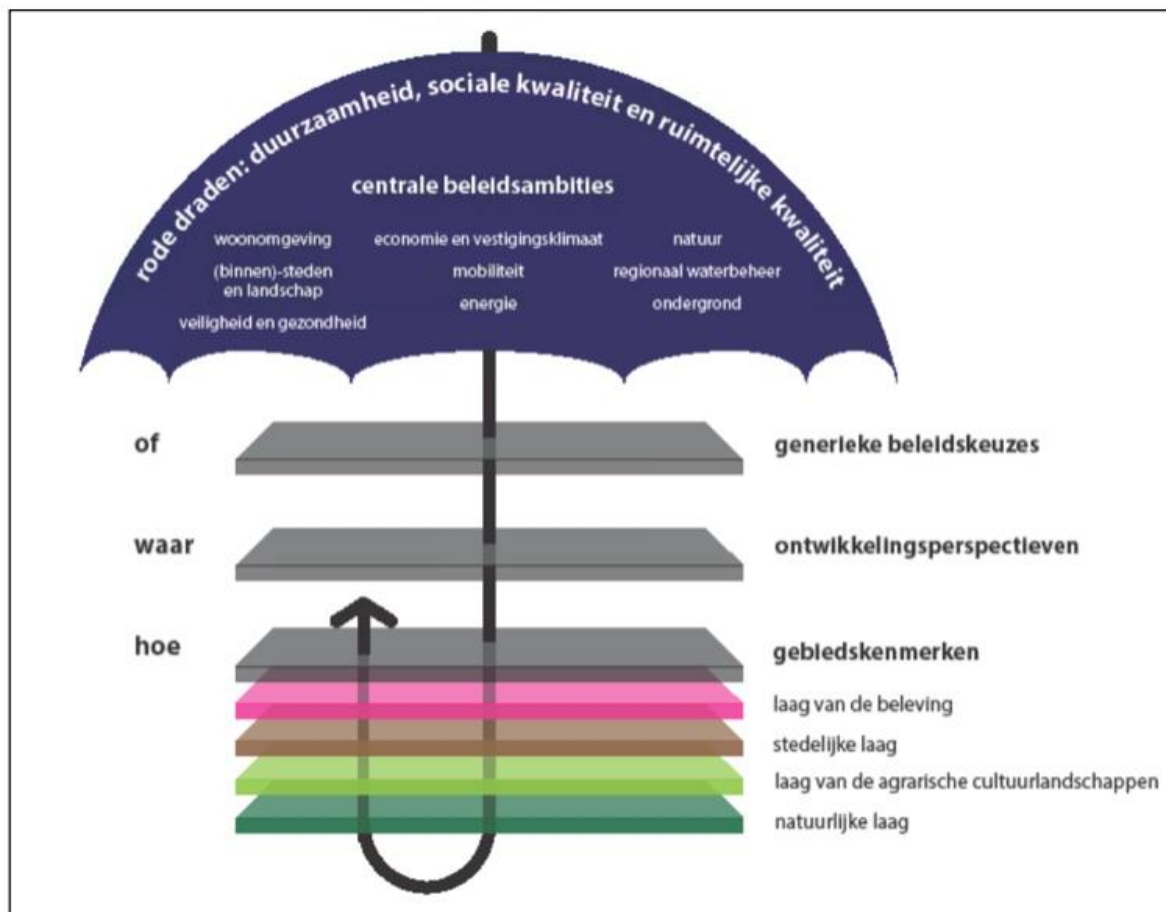 rode draden: duurzaamheid, sociale kwaliteit en ruimtelijke kwaliteit
centrale beleidsambities
woonomgeving
(binnen)-steden
en landschap
veiligheid en gezondheid
economie en vestigingsklimaat
mobiliteit
energie
natuur
regionaal waterbeheer
ondergrond
of
generieke beleidskeuzes
waar
ontwikkelingsperspectieven
hoe
gebiedskenmerken
laag van de beleving
stedelijke laag
laag van de agrarische cultuurlandschappen
natuurlijke laag